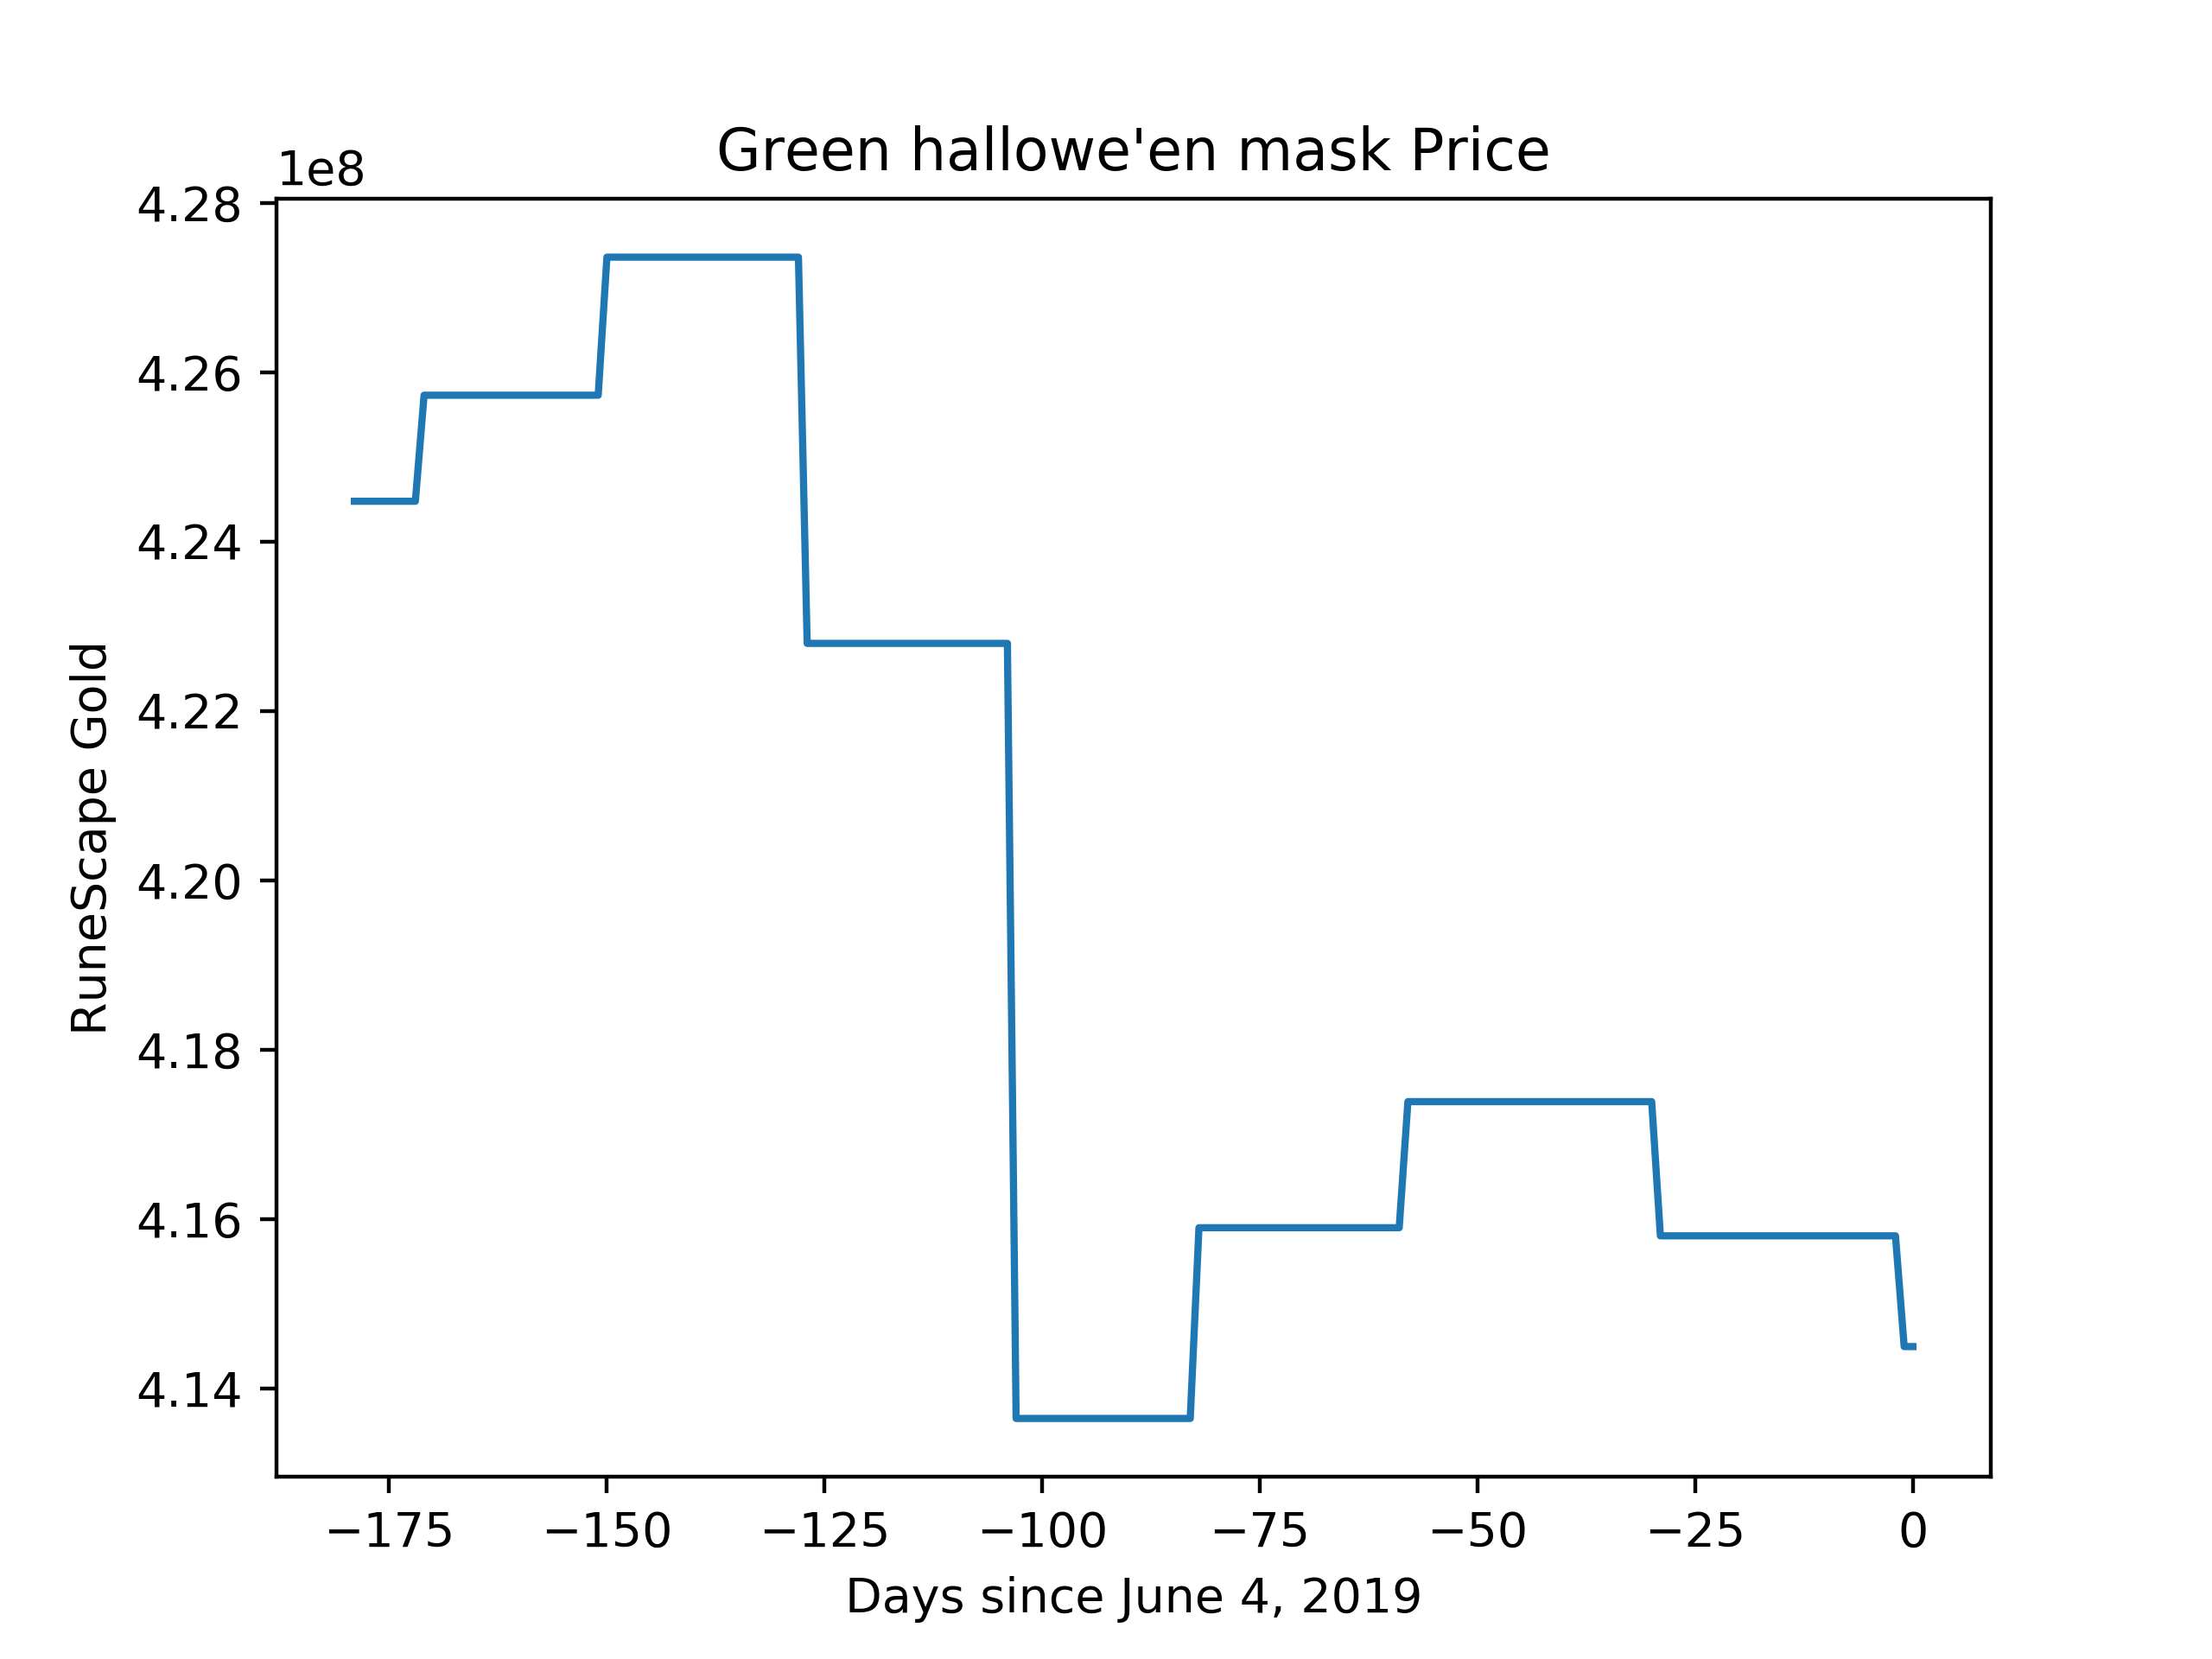 Green hallowe'en mask Price
1e8
4.28
4.26
4.24
4.22
4.20
4.18
4.16
4.14
RuneScape Gold
−175 −150 −125 −100 −75 −50 −25 0
Days since June 4, 2019